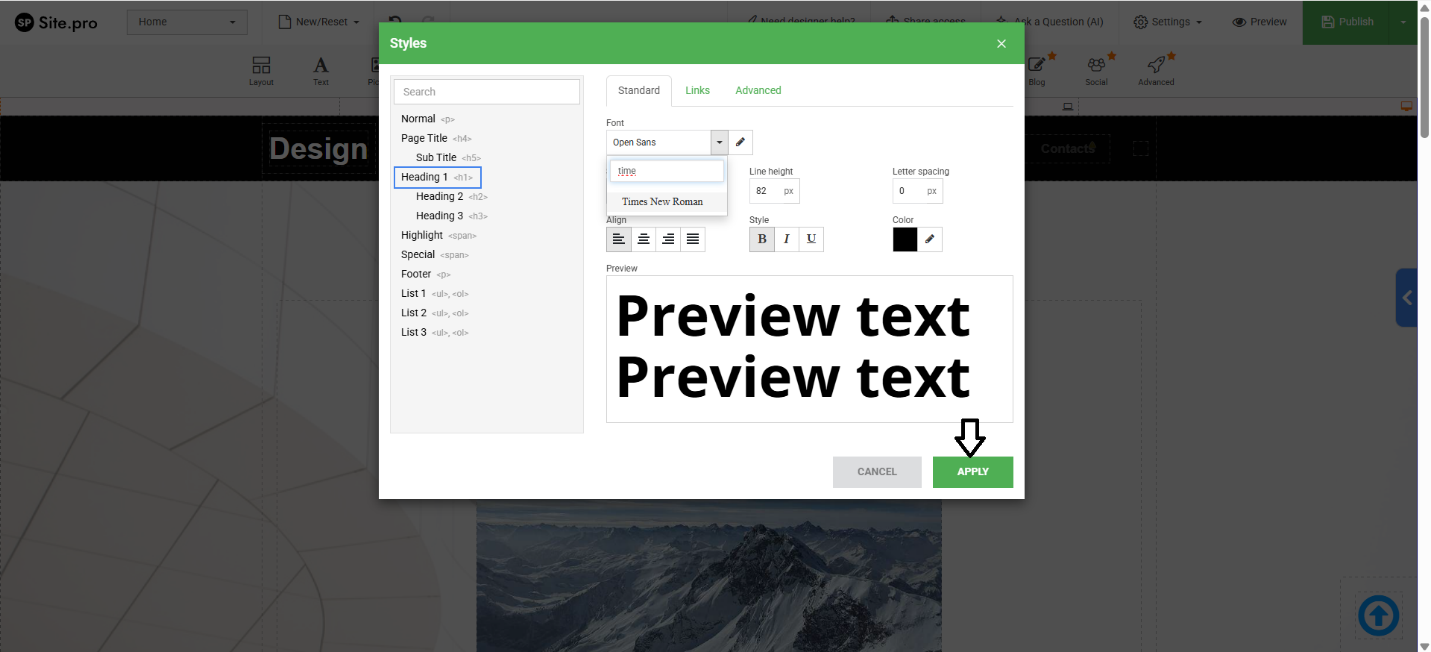 SP Site.pro
Home
New/Reset
Need designer help?
Share access
Ask a Question (AI)
Settings
Preview
Publish
Layout
Text
Blog
Social
Advanced
Design
Contacts
Styles
×
Search
Normal <p>
Page Title <h4>
Sub Title <h5>
Heading 1 <h1>
Heading 2 <h2>
Heading 3 <h3>
Highlight <span>
Special <span>
Footer <p>
List 1 <ul>, <ol>
List 2 <ul>, <ol>
List 3 <ul>, <ol>
Standard
Links
Advanced
Font
Open Sans
time
Times New Roman
Line height
82 px
Letter spacing
0 px
Align
Style
B I U
Color
Preview
Preview text
Preview text
CANCEL
APPLY